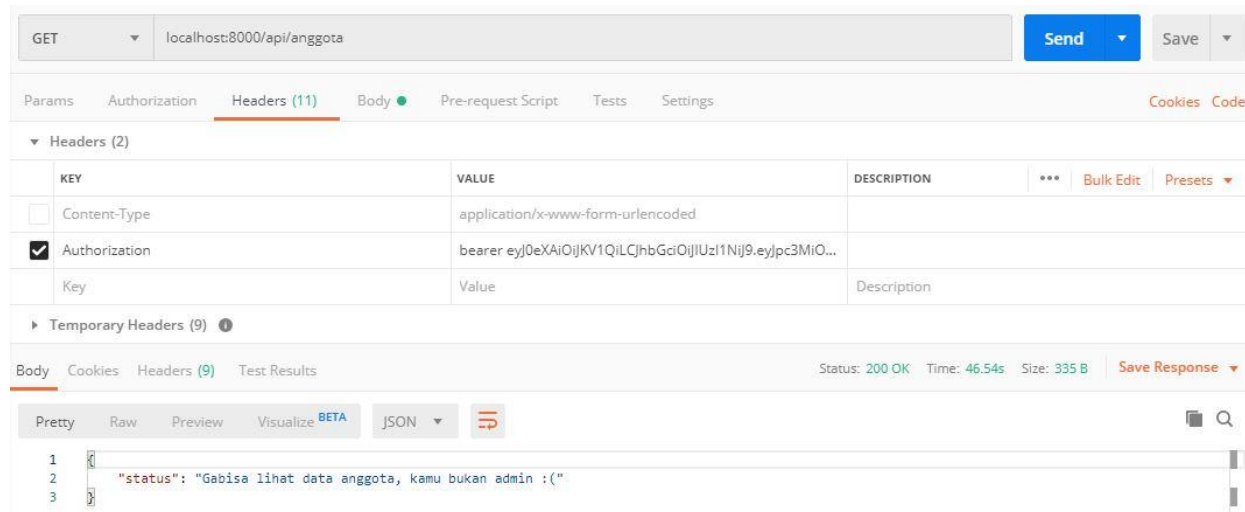 GET localhost:8000/api/anggota Send Save
Params Authorization Headers (11) Body Pre-request Script Tests Settings Cookies Code
Headers (2)
KEY VALUE DESCRIPTION ••• Bulk Edit Presets
Content-Type application/x-www-form-urlencoded
Authorization bearer eyJ0eXAiOiJKV1QiLCJhbGciOiJIUzI1NiJ9.eyJpc3MiO...
Key Value Description
Temporary Headers (9)
Body Cookies Headers (9) Test Results Status: 200 OK Time: 46.54s Size: 335 B Save Response
Pretty Raw Preview Visualize BETA JSON
1 {
2 "status": "Gabisa lihat data anggota, kamu bukan admin :("
3 }